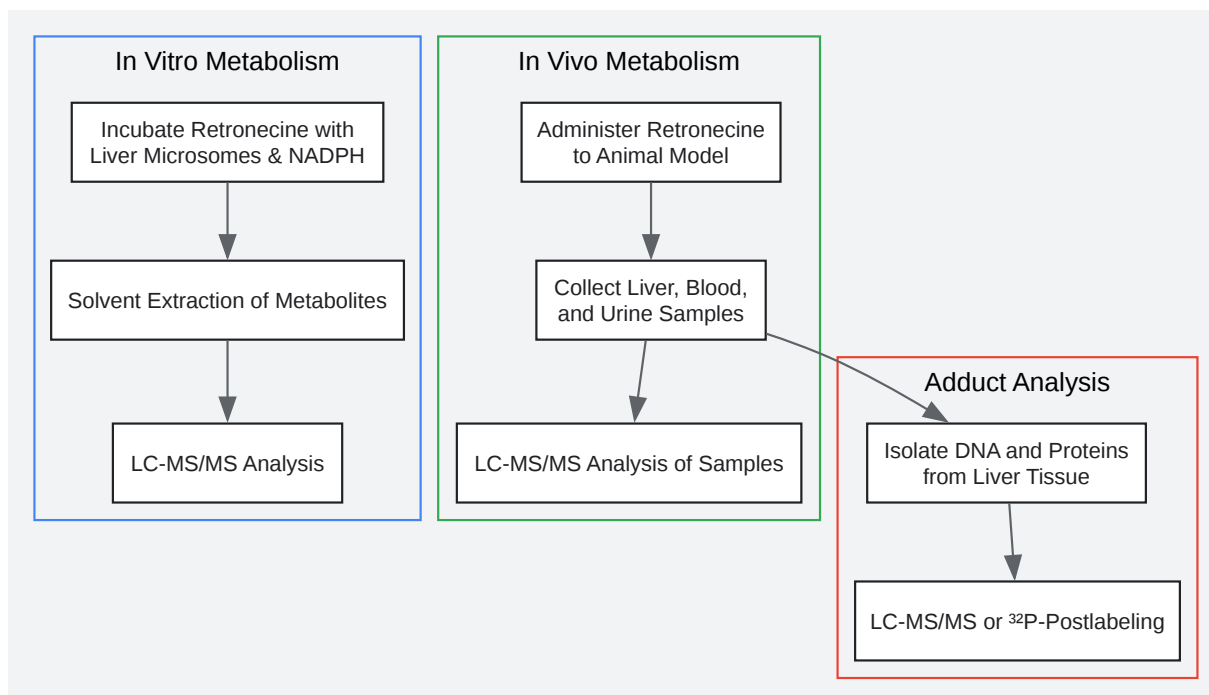 In Vitro Metabolism
Incubate Retronecine with
Liver Microsomes & NADPH
Solvent Extraction of Metabolites
LC-MS/MS Analysis
In Vivo Metabolism
Administer Retronecine
to Animal Model
Collect Liver, Blood,
and Urine Samples
LC-MS/MS Analysis of Samples
Adduct Analysis
Isolate DNA and Proteins
from Liver Tissue
LC-MS/MS or ³²P-Postlabeling